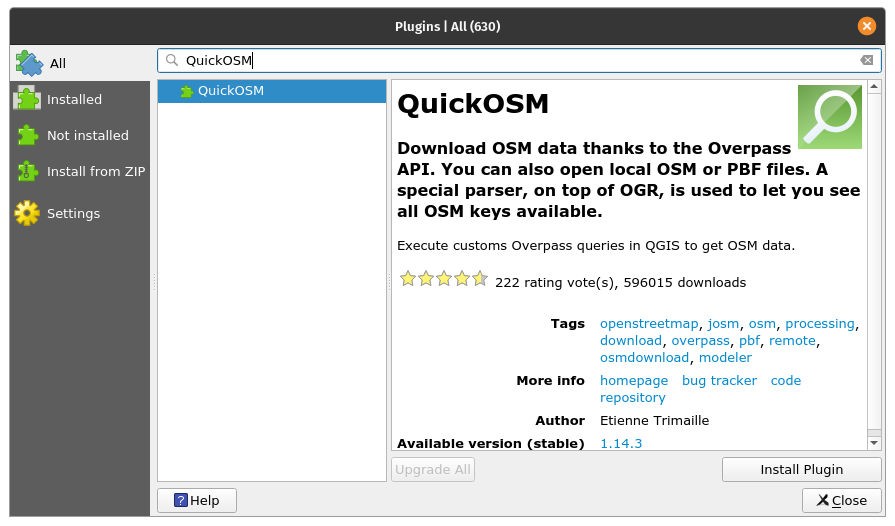 Plugins | All (630)
All
QuickOSM
Installed
Not installed
Install from ZIP
Settings
QuickOSM
QuickOSM
Download OSM data thanks to the Overpass
API. You can also open local OSM or PBF files. A
special parser, on top of OGR, is used to let you see
all OSM keys available.
Execute customs Overpass queries in QGIS to get OSM data.
222 rating vote(s), 596015 downloads
Tags openstreetmap, josm, osm, processing,
download, overpass, pbf, remote,
osmdownload, modeler
More info homepage bug tracker code
repository
Author Etienne Trimaille
Available version (stable) 1.14.3
Upgrade All
Install Plugin
? Help
Close